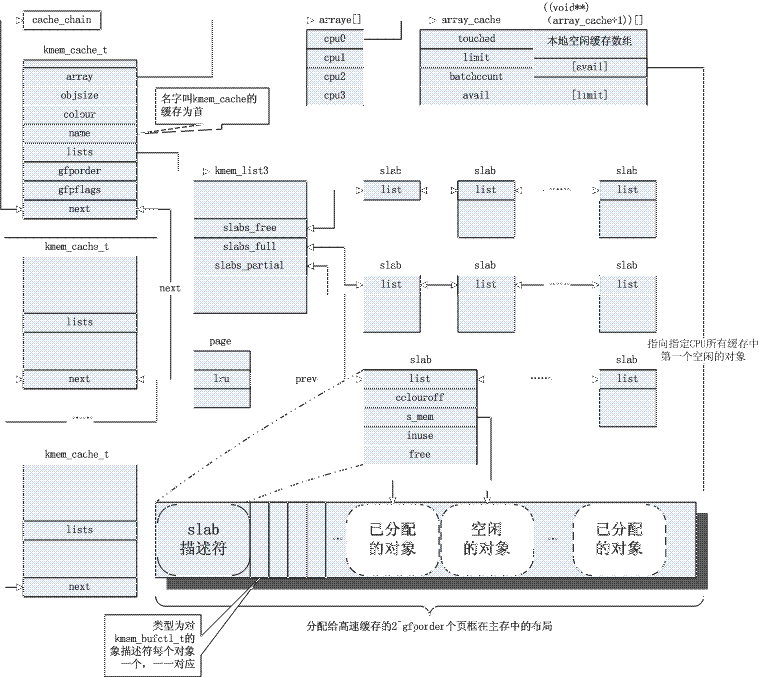 cache_chain
kmem_cache_t
array
objsize
colour
name
lists
gfporder
gfpflags
next
名字叫kmem_cache的
缓存为首
arraye[]
cpu0
cpu1
cpu2
cpu3
array_cache
touched
limit
batchcount
avail
((void**)
(array_cache+1))[]
本地空闲缓存数组
[avail]
[limit]
kmem_list3
slabs_free
slabs_full
slabs_partial
slab
list
slab
list
......
slab
list
slab
list
slab
list
......
slab
list
kmem_cache_t
lists
next
next
page
lru
prev
slab
list
colouroff
s_mem
inuse
free
......
slab
list
指向指定CPU所有缓存中
第一个空闲的对象
......
kmem_cache_t
lists
next
slab
描述符
...
已分配
的对象
空闲
的对象
...
已分配
的对象
类型为对
kmem_bufctl_t的
象描述符每个对象
一个，一一对应
分配给高速缓存的2^gfporder个页框在主存中的布局